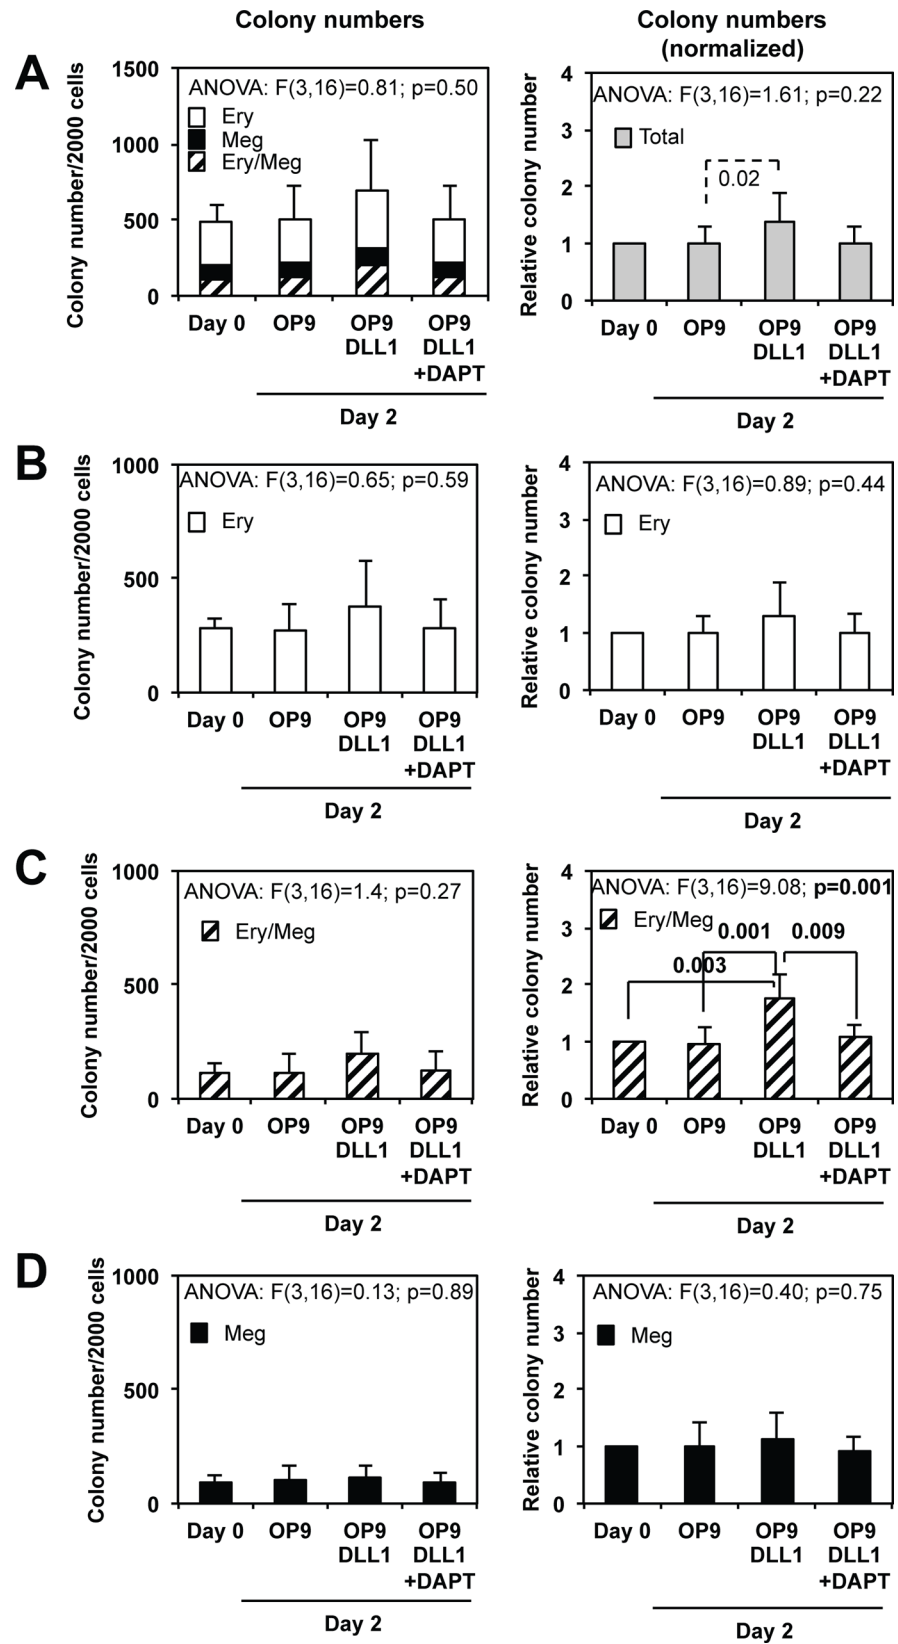 Colony numbers
Colony numbers
(normalized)
A
Colony number/2000 cells
1500
1000
500
0
ANOVA: F(3,16)=0.81; p=0.50
Ery
Meg
Ery/Meg
Day 0
OP9
OP9
DLL1
OP9
DLL1
+DAPT
Day 2
Relative colony number
4
3
2
1
0
ANOVA: F(3,16)=1.61; p=0.22
Total
0.02
Day 0
OP9
OP9
DLL1
OP9
DLL1
+DAPT
Day 2
B
Colony number/2000 cells
1000
500
0
ANOVA: F(3,16)=0.65; p=0.59
Ery
Day 0
OP9
OP9
DLL1
OP9
DLL1
+DAPT
Day 2
Relative colony number
4
3
2
1
0
ANOVA: F(3,16)=0.89; p=0.44
Ery
Day 0
OP9
OP9
DLL1
OP9
DLL1
+DAPT
Day 2
C
Colony number/2000 cells
1000
500
0
ANOVA: F(3,16)=1.4; p=0.27
Ery/Meg
Day 0
OP9
OP9
DLL1
OP9
DLL1
+DAPT
Day 2
Relative colony number
4
3
2
1
0
ANOVA: F(3,16)=9.08; p=0.001
Ery/Meg
0.001
0.009
0.003
Day 0
OP9
OP9
DLL1
OP9
DLL1
+DAPT
Day 2
D
Colony number/2000 cells
1000
500
0
ANOVA: F(3,16)=0.13; p=0.89
Meg
Day 0
OP9
OP9
DLL1
OP9
DLL1
+DAPT
Day 2
Relative colony number
4
3
2
1
0
ANOVA: F(3,16)=0.40; p=0.75
Meg
Day 0
OP9
OP9
DLL1
OP9
DLL1
+DAPT
Day 2